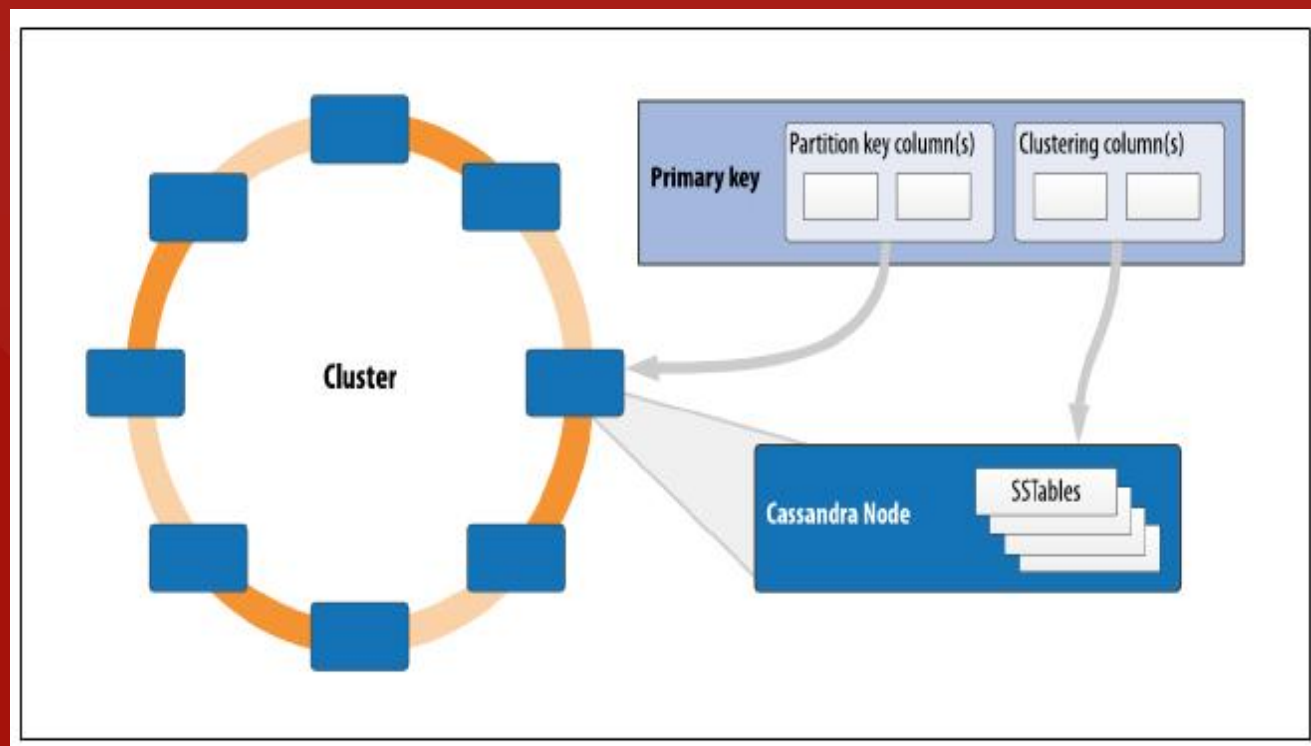 Partition key column(s)
Clustering column(s)
Primary key
Cluster
SSTables
Cassandra Node